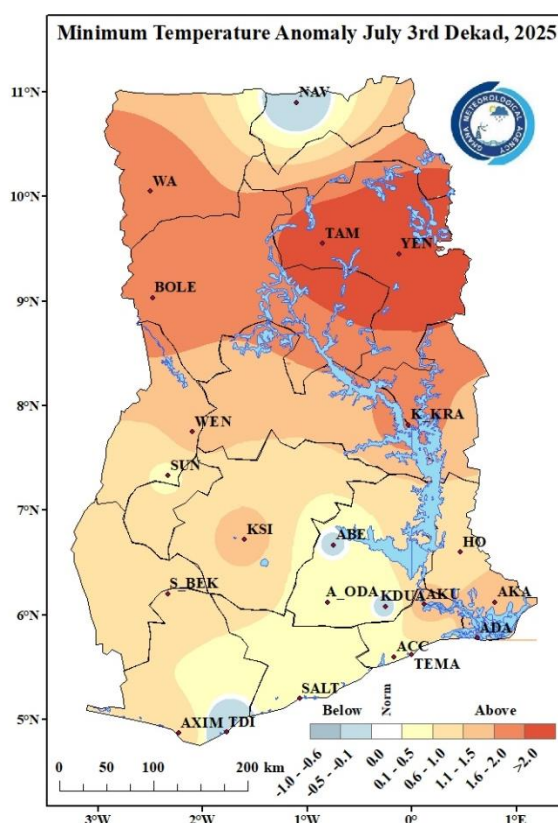 Minimum Temperature Anomaly July 3rd Dekad, 2025
11°N
NAV
GHANA METEOROLOGICAL AGENCY
10°N
WA
TAM
YEN
9°N
BOLE
8°N
K_KRA
WEN
SUN
7°N
KSI
ABE
HO
S_BEK
A_ODA
KDUA
AKU
AKA
6°N
ADA
ACC
TEMA
SALT
5°N
AXIM
TDI
Below
Norm
Above
-1.0 - -0.6
-0.5 - -0.1
0.0
0.1 - 0.5
0.6 - 1.0
1.1 - 1.5
1.6 - 2.0
>2.0
0 50 100 200 km
3°W 2°W 1°W 0° 1°E